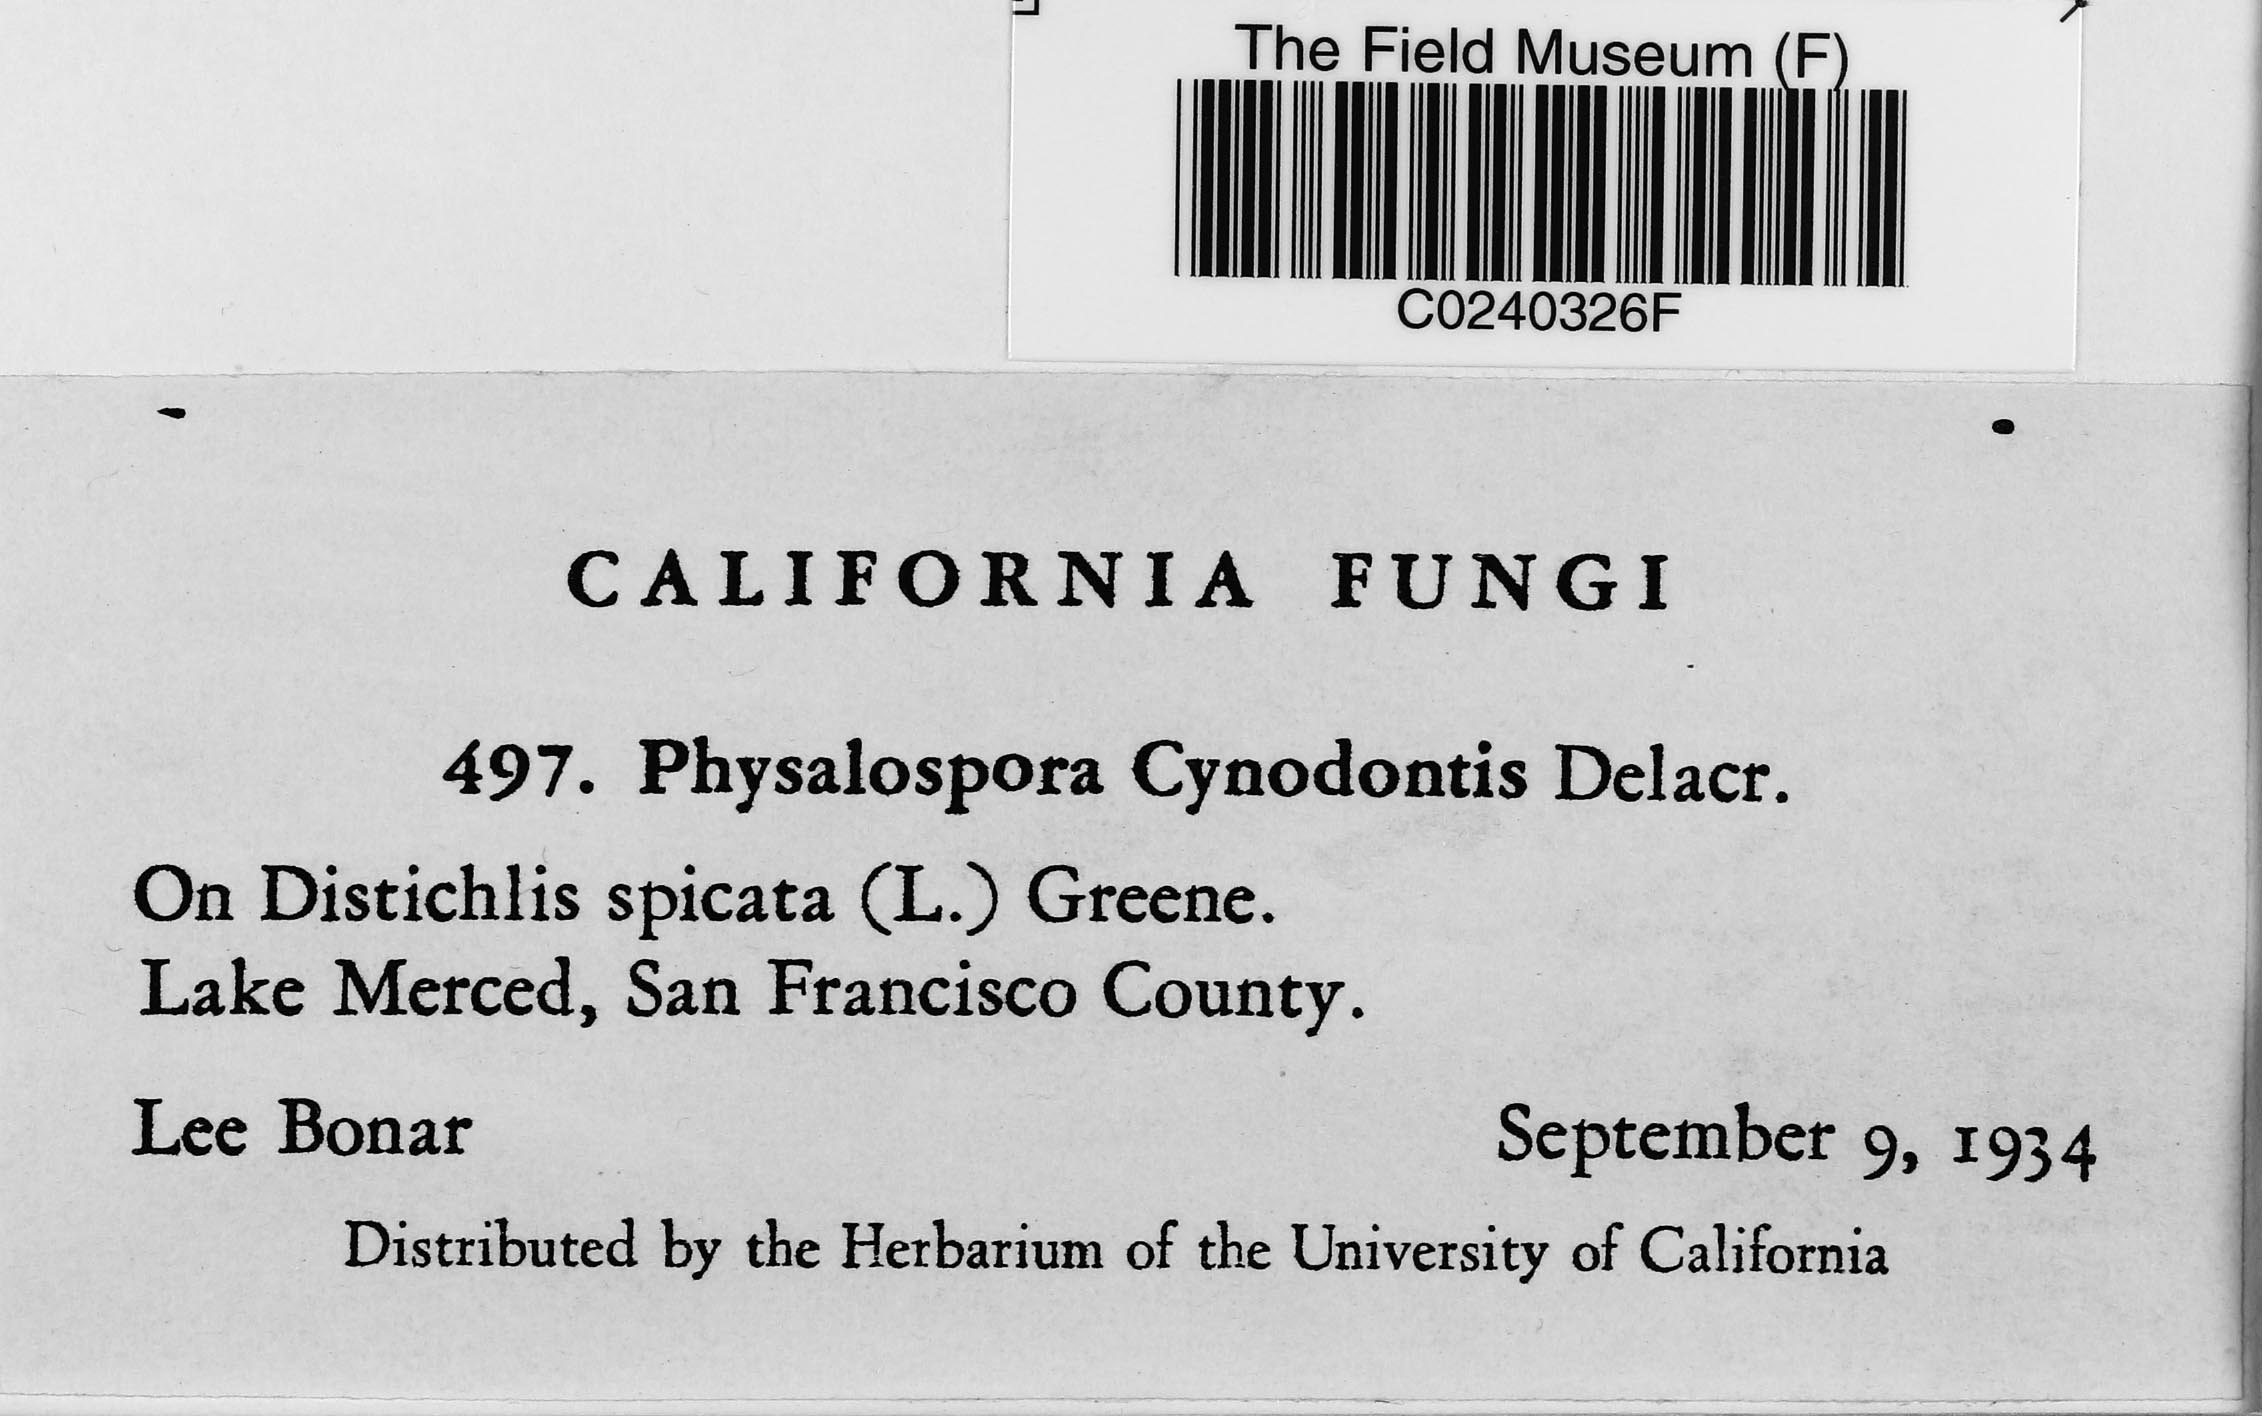 The Field Museum (F)
C0240326F
CALIFORNIA FUNGI
497. Physalospora Cynodontis Delacr.
On Distichlis spicata (L.) Greene.
Lake Merced, San Francisco County.
Lee Bonar September 9, 1934
Distributed by the Herbarium of the University of California